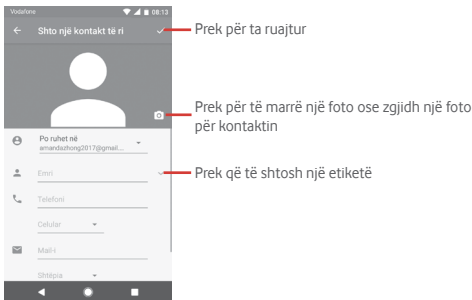 Vodafone 08:13
Shto një kontakt të ri
Prek për ta ruajtur
Prek për të marrë një foto ose zgjidh një foto
për kontaktin
Po ruhet në
amandazhong2017@gmail....
Emri
Prek që të shtosh një etiketë
Telefoni
Celular
Mail-i
Shtëpia